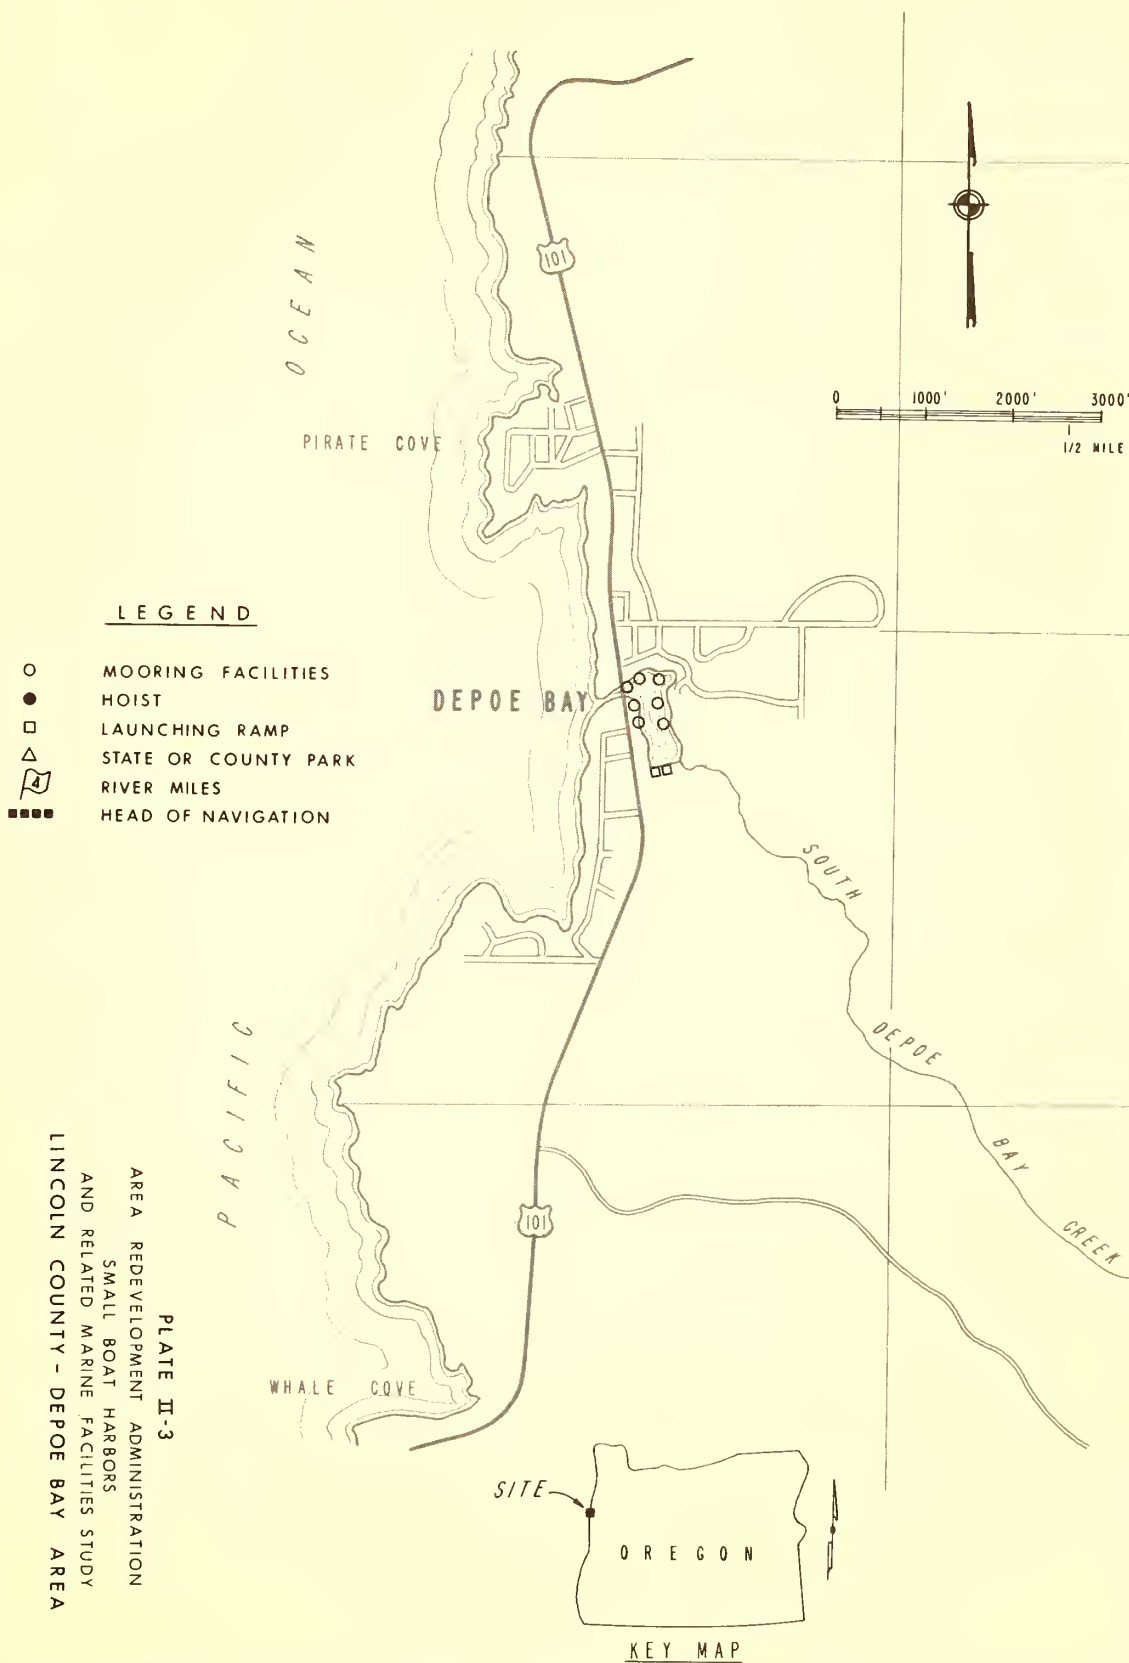 OCEAN
101
0 1000' 2000' 3000'
1/2 MILE
PIRATE COVE
LEGEND
MOORING FACILITIES
HOIST
LAUNCHING RAMP
STATE OR COUNTY PARK
4 RIVER MILES
HEAD OF NAVIGATION
DEPOE BAY
SOUTH
DEPOE
BAY
CREEK
PACIFIC
101
WHALE COVE
PLATE II-3
AREA REDEVELOPMENT ADMINISTRATION
SMALL BOAT HARBORS
AND RELATED MARINE FACILITIES STUDY
LINCOLN COUNTY - DEPOE BAY AREA
SITE
OREGON
KEY MAP